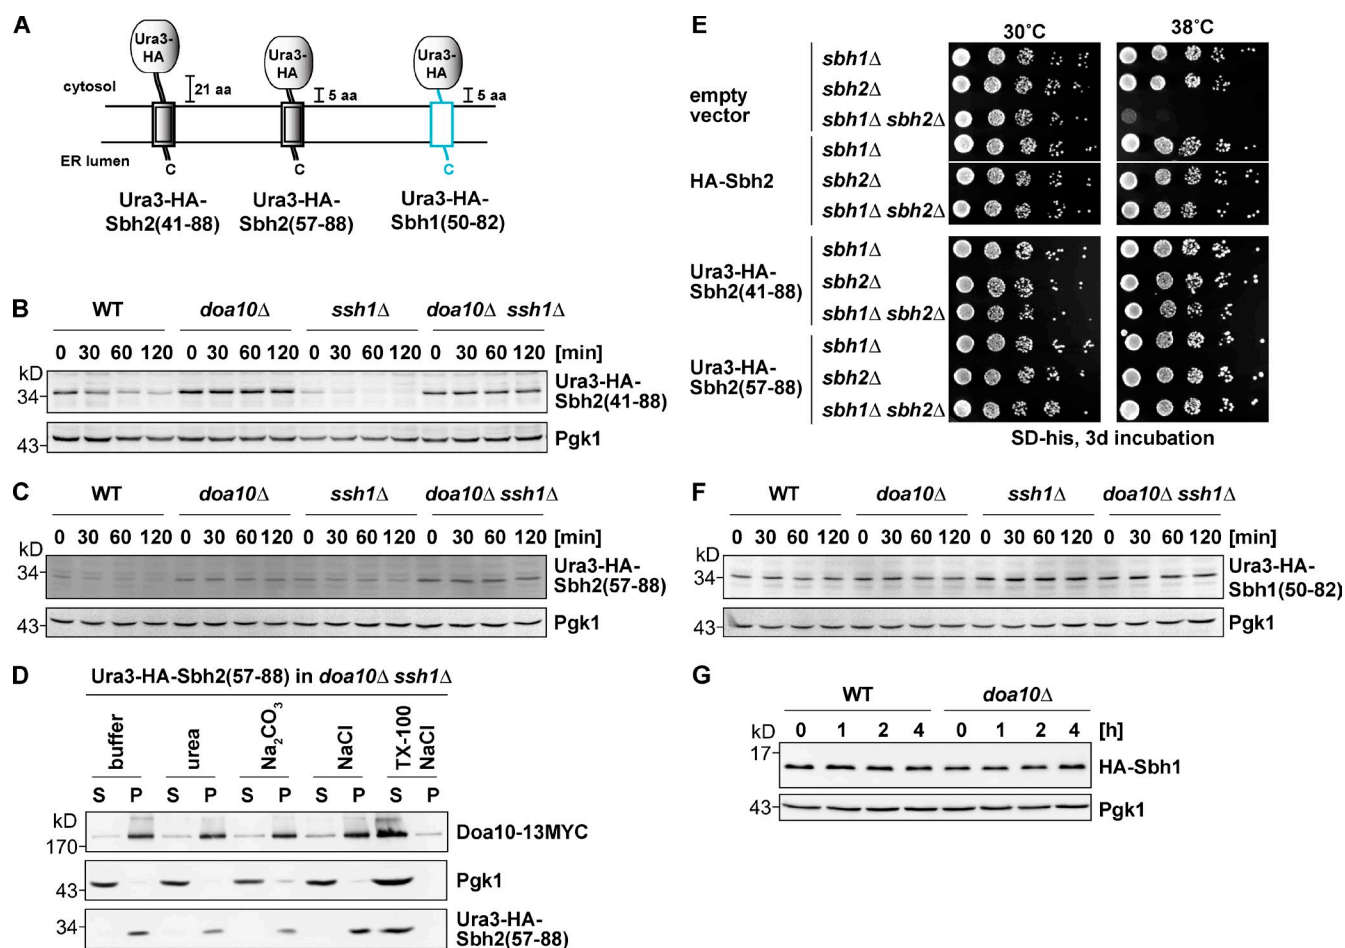 A
Ura3-
HA
Ura3-
HA
Ura3-
HA
cytosol
21 aa
5 aa
5 aa
ER lumen
C
C
C
Ura3-HA-
Sbh2(41-88)
Ura3-HA-
Sbh2(57-88)
Ura3-HA-
Sbh1(50-82)
B
WT doa10Δ ssh1Δ doa10Δ ssh1Δ
0 30 60 120 0 30 60 120 0 30 60 120 0 30 60 120 [min]
kD
34
Ura3-HA-
Sbh2(41-88)
43
Pgk1
C
WT doa10Δ ssh1Δ doa10Δ ssh1Δ
0 30 60 120 0 30 60 120 0 30 60 120 0 30 60 120 [min]
kD
34
Ura3-HA-
Sbh2(57-88)
43
Pgk1
D
Ura3-HA-Sbh2(57-88) in doa10Δ ssh1Δ
buffer
urea
Na2CO3
NaCl
TX-100
NaCl
S P S P S P S P S P
kD
170
Doa10-13MYC
43
Pgk1
34
Ura3-HA-
Sbh2(57-88)
E
30˚C 38˚C
empty
vector
sbh1Δ
sbh2Δ
sbh1Δ sbh2Δ
HA-Sbh2
sbh1Δ
sbh2Δ
sbh1Δ sbh2Δ
Ura3-HA-
Sbh2(41-88)
sbh1Δ
sbh2Δ
sbh1Δ sbh2Δ
Ura3-HA-
Sbh2(57-88)
sbh1Δ
sbh2Δ
sbh1Δ sbh2Δ
SD-his, 3d incubation
F
WT doa10Δ ssh1Δ doa10Δ ssh1Δ
0 30 60 120 0 30 60 120 0 30 60 120 0 30 60 120 [min]
kD
34
Ura3-HA-
Sbh1(50-82)
43
Pgk1
G
WT doa10Δ
0 1 2 4 0 1 2 4 [h]
kD
17
HA-Sbh1
43
Pgk1